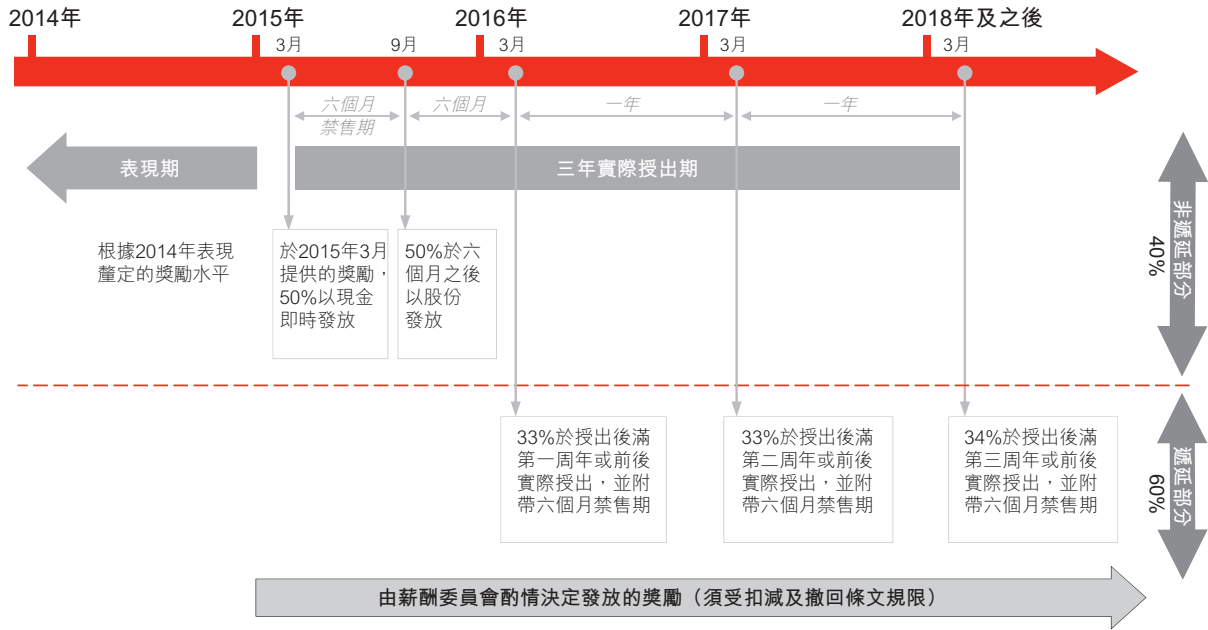 2014年
2015年
2016年
2017年
2018年及之後
3月
9月
3月
3月
3月
六個月
禁售期
六個月
一年
一年
表現期
三年實際授出期
根據2014年表現
釐定的獎勵水平
於2015年3月
提供的獎勵，
50%以現金
即時發放
50%於六
個月之後
以股份
發放
非遞延部分
40%
33%於授出後滿
第一周年或前後
實際授出，並附
帶六個月禁售期
33%於授出後滿
第二周年或前後
實際授出，並附
帶六個月禁售期
34%於授出後滿
第三周年或前後
實際授出，並附
帶六個月禁售期
遞延部分
60%
由薪酬委員會酌情決定發放的獎勵（須受扣減及撤回條文規限）